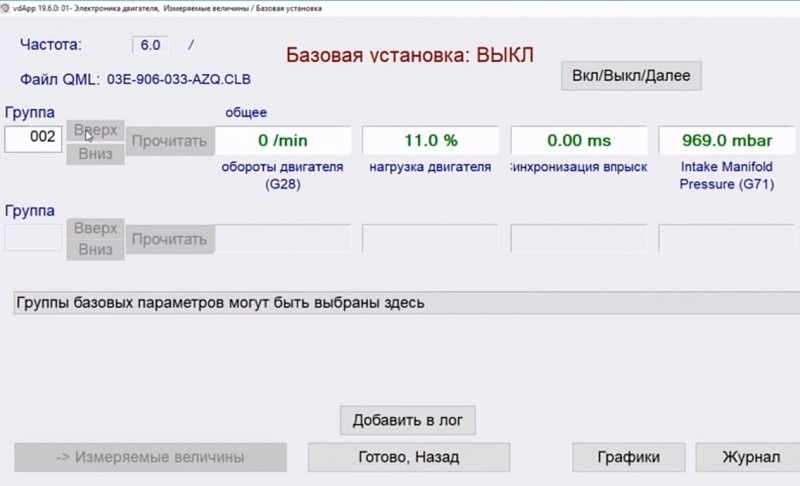 vdApp 19.6.0: 01- Электроника двигателя, Измеряемые величины / Базовая установка
Частота: 6.0 /
Базовая установка: ВЫКЛ
Файл QML: 03E-906-033-AZQ.CLB
Вкл/Выкл/Далее
Группа
общее
002
Вверх
Вниз
Прочитать
0 /min
11.0 %
0.00 ms
969.0 mbar
обороты двигателя
(G28)
нагрузка двигателя
Синхронизация впрыск
Intake Manifold
Pressure (G71)
Группа
Вверх
Вниз
Прочитать
Группы базовых параметров могут быть выбраны здесь
Добавить в лог
-> Измеряемые величины
Готово, Назад
Графики
Журнал